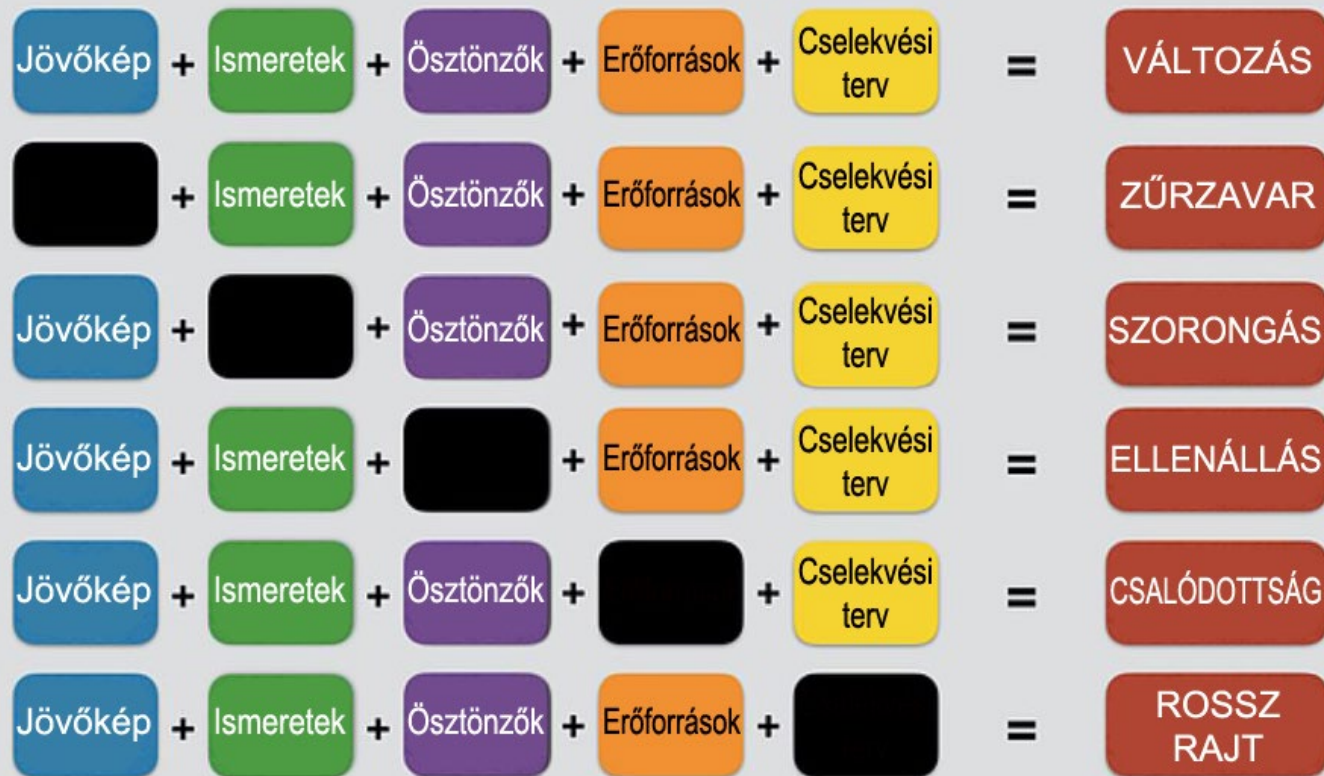 Jövőkép + Ismeretek + Ösztönzők + Erőforrások + Cselekvési terv = VÁLTOZÁS
+ Ismeretek + Ösztönzők + Erőforrások + Cselekvési terv = ZŰRZAVAR
Jövőkép + + Ösztönzők + Erőforrások + Cselekvési terv = SZORONGÁS
Jövőkép + Ismeretek + + Erőforrások + Cselekvési terv = ELLENÁLLÁS
Jövőkép + Ismeretek + Ösztönzők + + Cselekvési terv = CSALÓDOTTSÁG
Jövőkép + Ismeretek + Ösztönzők + Erőforrások + = ROSSZ RAJT